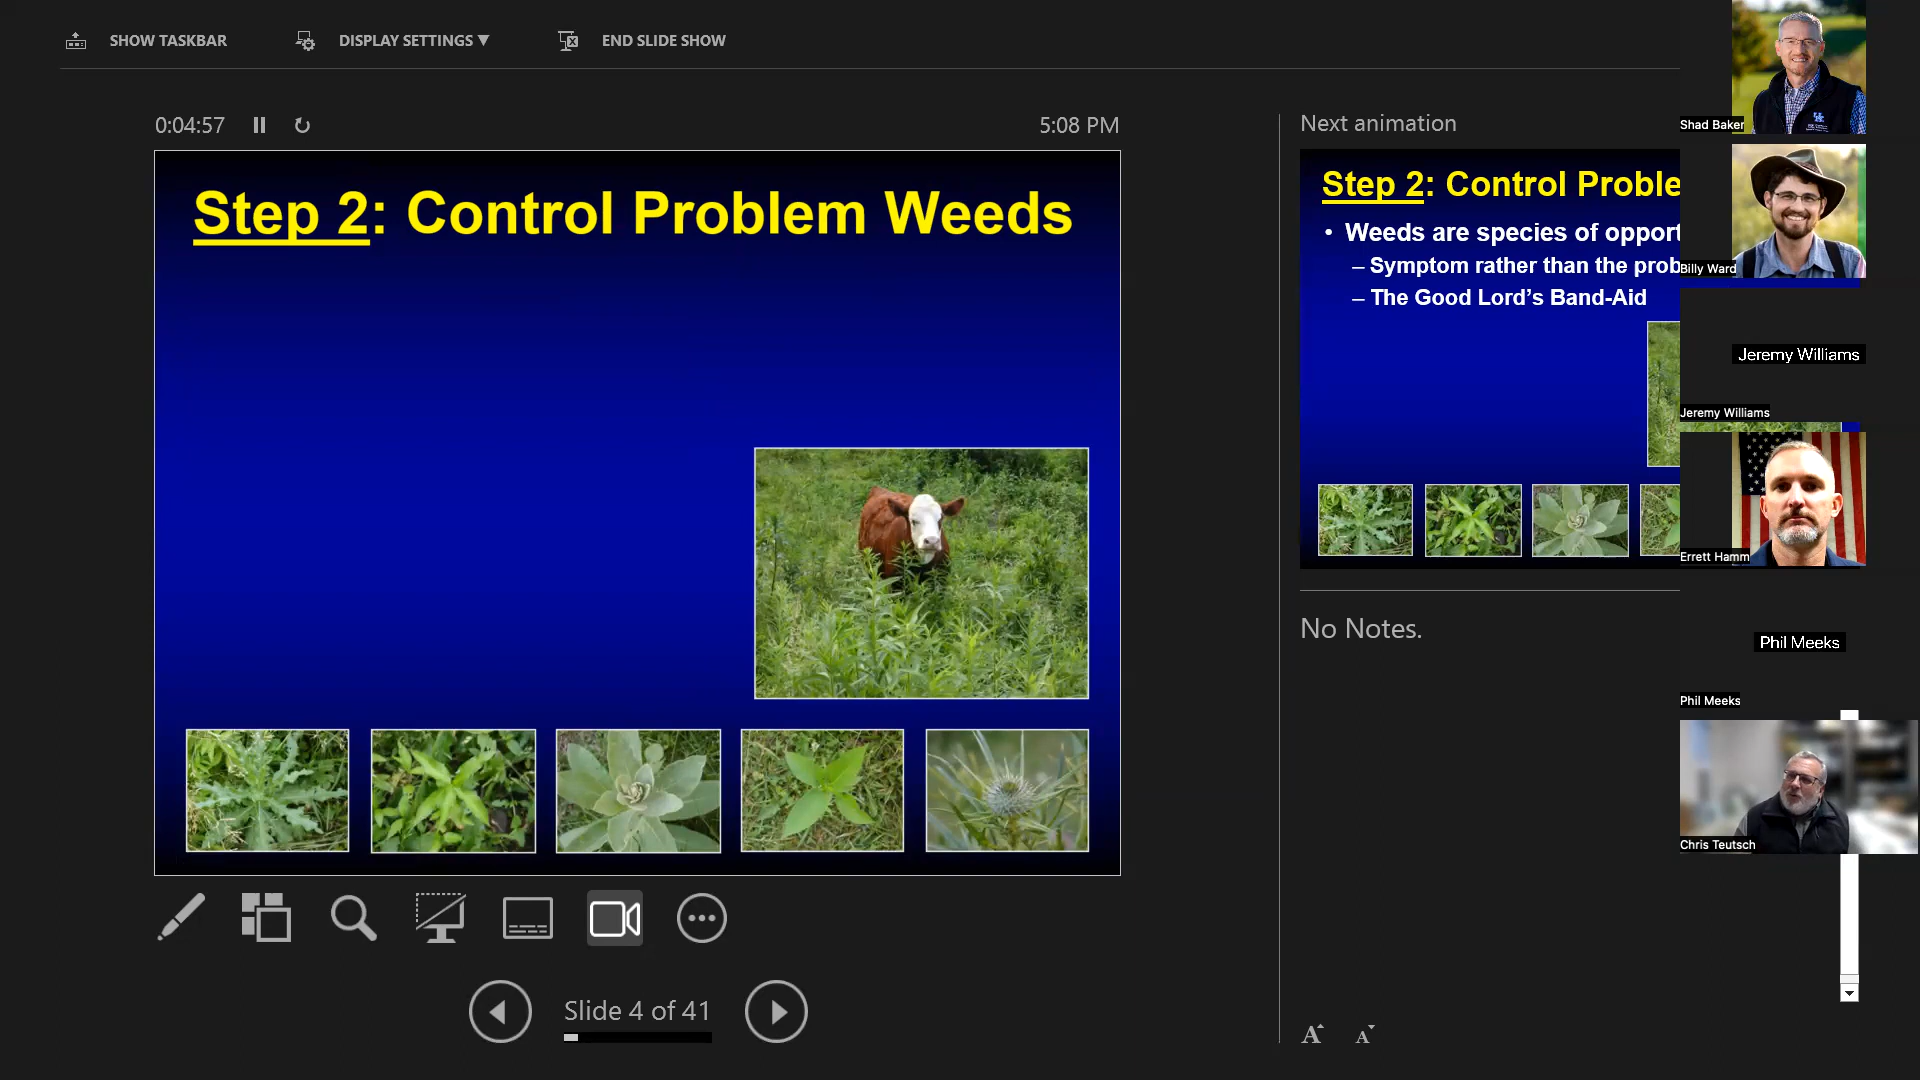 SHOW TASKBAR
DISPLAY SETTINGS ▼
END SLIDE SHOW
0:04:57
5:08 PM
Step 2: Control Problem Weeds
Slide 4 of 41
Next animation
Step 2: Control Proble
• Weeds are species of opport
– Symptom rather than the prob
– The Good Lord's Band-Aid
No Notes.
A A
Shad Baker
UK
Billy Ward
Jeremy Williams
Jeremy Williams
Errett Hamm
Phil Meeks
Phil Meeks
Chris Teutsch